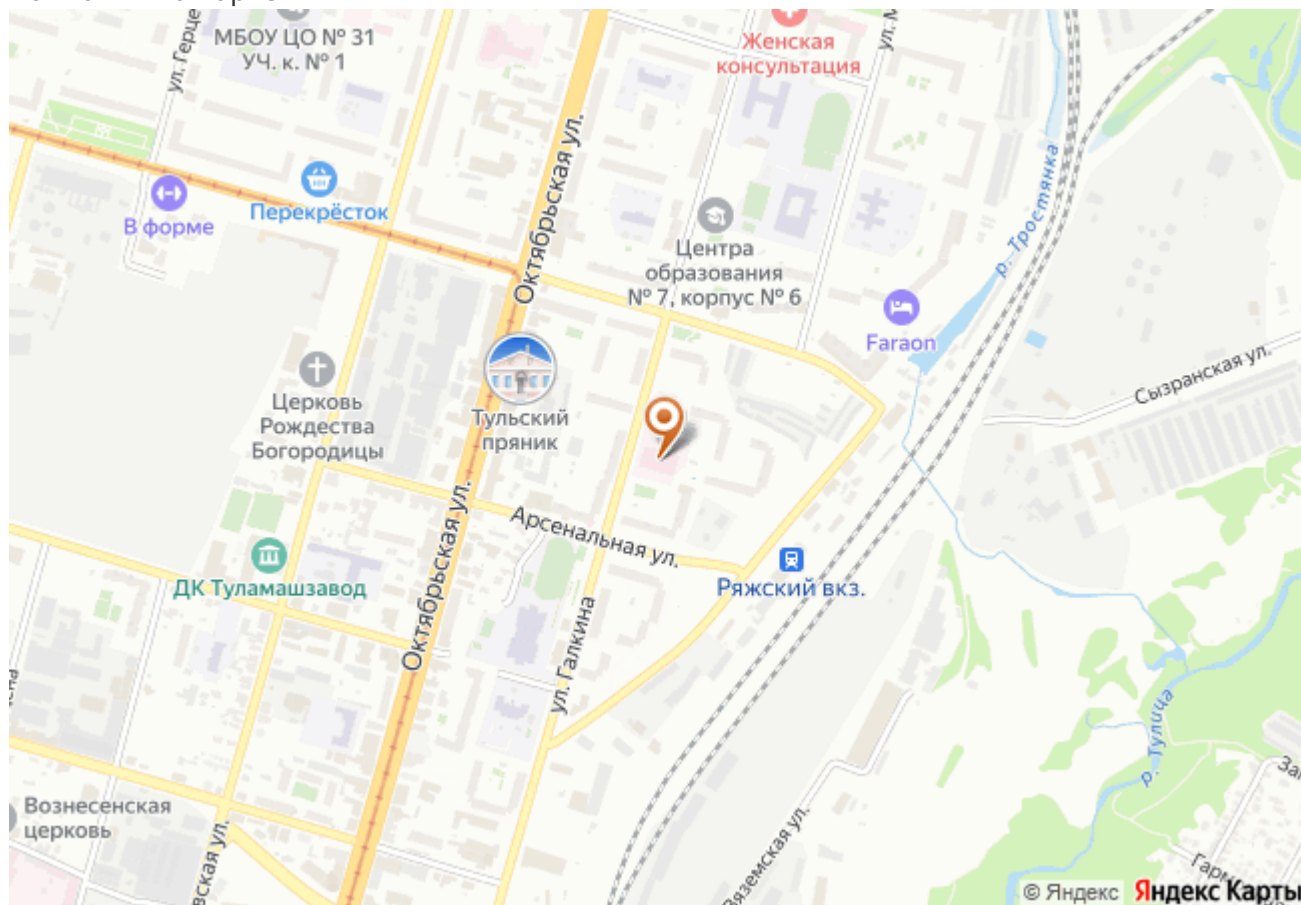 МБОУ ЦО № 31
УЧ. к. № 1
Женская
консультация
Октябрьская ул.
р. Тростянка
В форме
Перекрёсток
Центра
образования
№ 7, корпус № 6
Faraon
Сызранская ул.
Церковь
Рождества
Богородицы
Тульский
пряник
Арсенальная ул.
Октябрьская ул.
ДК Туламашзавод
Ряжский вкз.
ул. Галкина
р. Тулица
Вознесенская
церковь
Вяземская ул.
© Яндекс Яндекс Карты